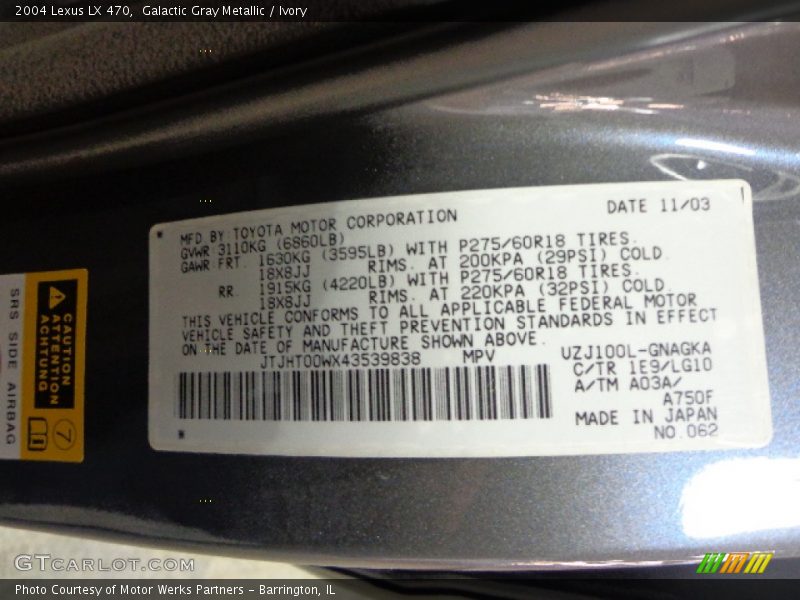 2004 Lexus LX 470, Galactic Gray Metallic / Ivory
MFD BY TOYOTA MOTOR CORPORATION DATE 11/03
GVWR 3110KG (6860LB)
GAWR FRT. 1630KG (3595LB) WITH P275/60R18 TIRES.
18X8JJ RIMS. AT 200KPA (29PSI) COLD.
RR. 1915KG (4220LB) WITH P275/60R18 TIRES.
18X8JJ RIMS. AT 220KPA (32PSI) COLD.
THIS VEHICLE CONFORMS TO ALL APPLICABLE FEDERAL MOTOR
VEHICLE SAFETY AND THEFT PREVENTION STANDARDS IN EFFECT
ON THE DATE OF MANUFACTURE SHOWN ABOVE.
JTJHT00WX43539838 MPV UZJ100L-GNAGKA
C/TR 1E9/LG10
A/TM A03A/
A750F
MADE IN JAPAN
NO.062
CAUTION
ATTENTION
ACHTUNG
7
SRS SIDE AIRBAG
GTCARLOT.COM
Photo Courtesy of Motor Werks Partners - Barrington, IL